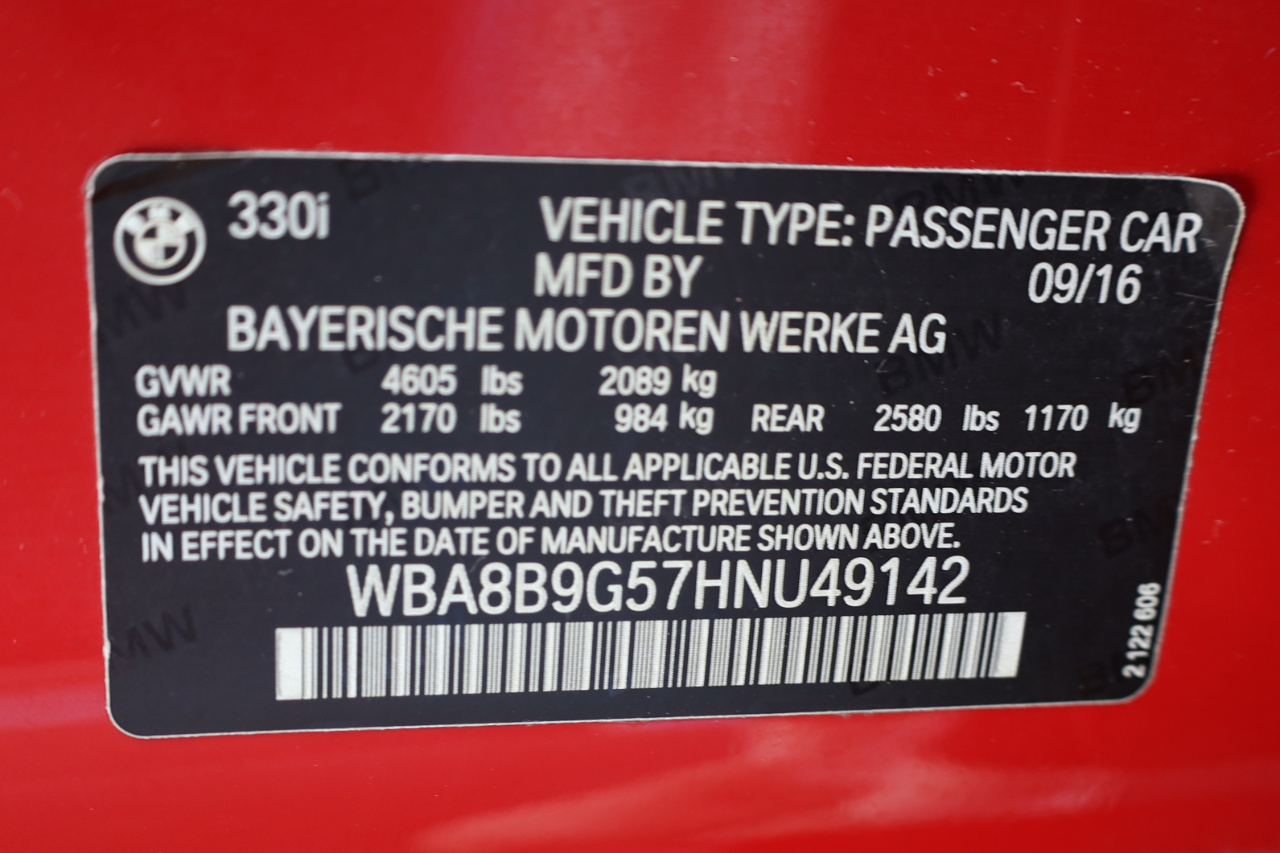 330i VEHICLE TYPE: PASSENGER CAR
MFD BY 09/16
BAYERISCHE MOTOREN WERKE AG
GVWR 4605 lbs 2089 kg
GAWR FRONT 2170 lbs 984 kg REAR 2580 lbs 1170 kg
THIS VEHICLE CONFORMS TO ALL APPLICABLE U.S. FEDERAL MOTOR
VEHICLE SAFETY, BUMPER AND THEFT PREVENTION STANDARDS
IN EFFECT ON THE DATE OF MANUFACTURE SHOWN ABOVE.
WBA8B9G57HNU49142
2 122 606